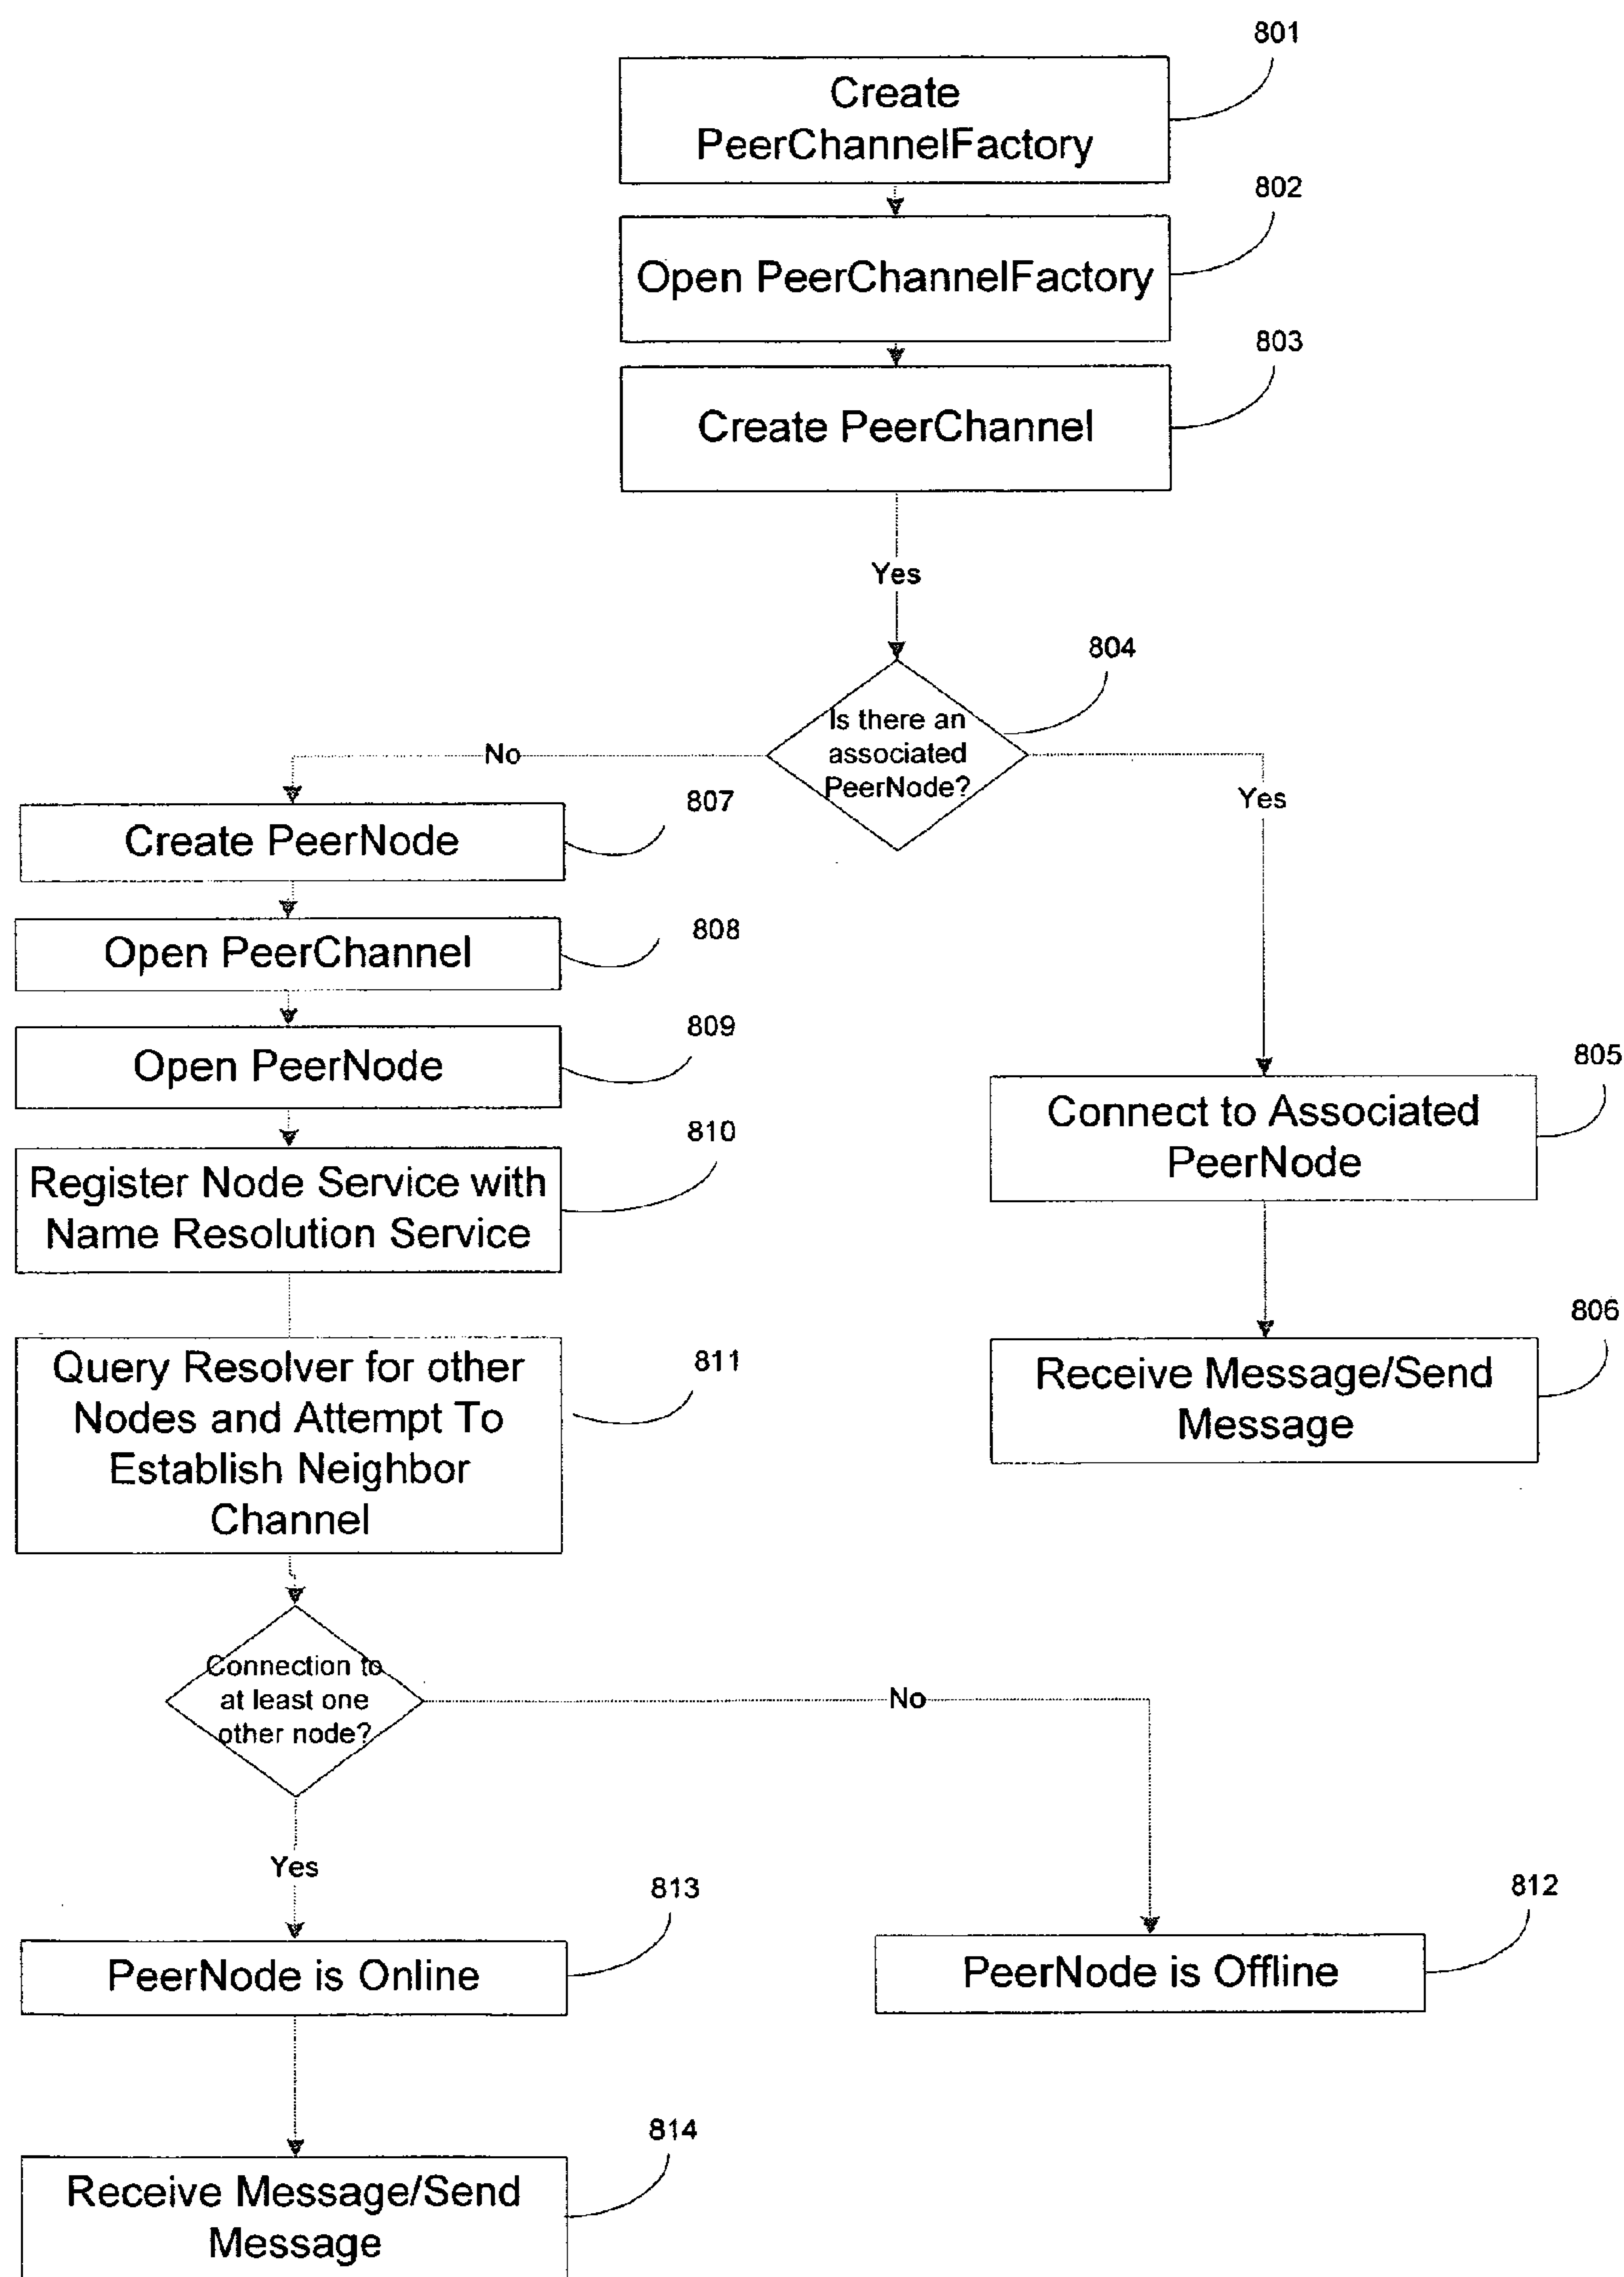 801
Create
PeerChannelFactory
802
Open PeerChannelFactory
803
Create PeerChannel
Yes
804
Is there an
associated
PeerNode?
No
Yes
807
Create PeerNode
808
Open PeerChannel
809
Open PeerNode
805
Connect to Associated
PeerNode
810
Register Node Service with
Name Resolution Service
806
Receive Message/Send
Message
811
Query Resolver for other
Nodes and Attempt To
Establish Neighbor
Channel
Connection to
at least one
other node?
No
Yes
813
PeerNode is Online
812
PeerNode is Offline
814
Receive Message/Send
Message